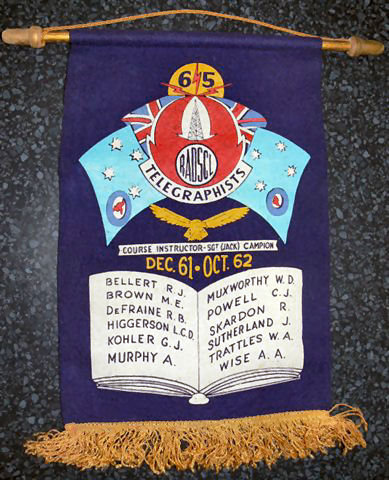 65
RADSCL
TELEGRAPHISTS
COURSE INSTRUCTOR-SGT (JACK) CAMPION
DEC. 61 • OCT. 62
BELLERT R.J.
BROWN M.E.
DeFRAINE R.B.
HIGGERSON L.C.D.
KOHLER G.J.
MURPHY A.
MUXWORTHY W.D.
POWELL C.J.
SKARDON R.
SUTHERLAND J.
TRATTLES W.A.
WISE A.A.